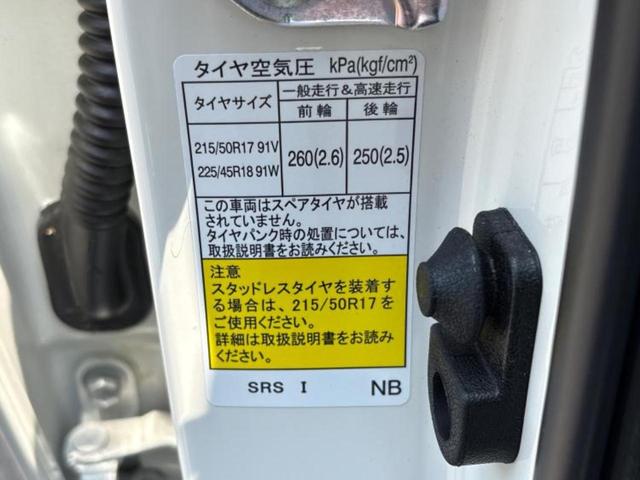 タイヤ空気圧 kPa(kgf/cm²)
タイヤサイズ 一般走行&高速走行
前輪 後輪
215/50R17 91V
225/45R18 91W
260(2.6) 250(2.5)
この車両はスペアタイヤが搭載
されていません。
タイヤパンク時の処置については、
取扱説明書をお読みください。
注意
スタッドレスタイヤを装着す
る場合は、215/50R17を
ご使用ください。
詳細は取扱説明書をお読み
ください。
SRS I NB